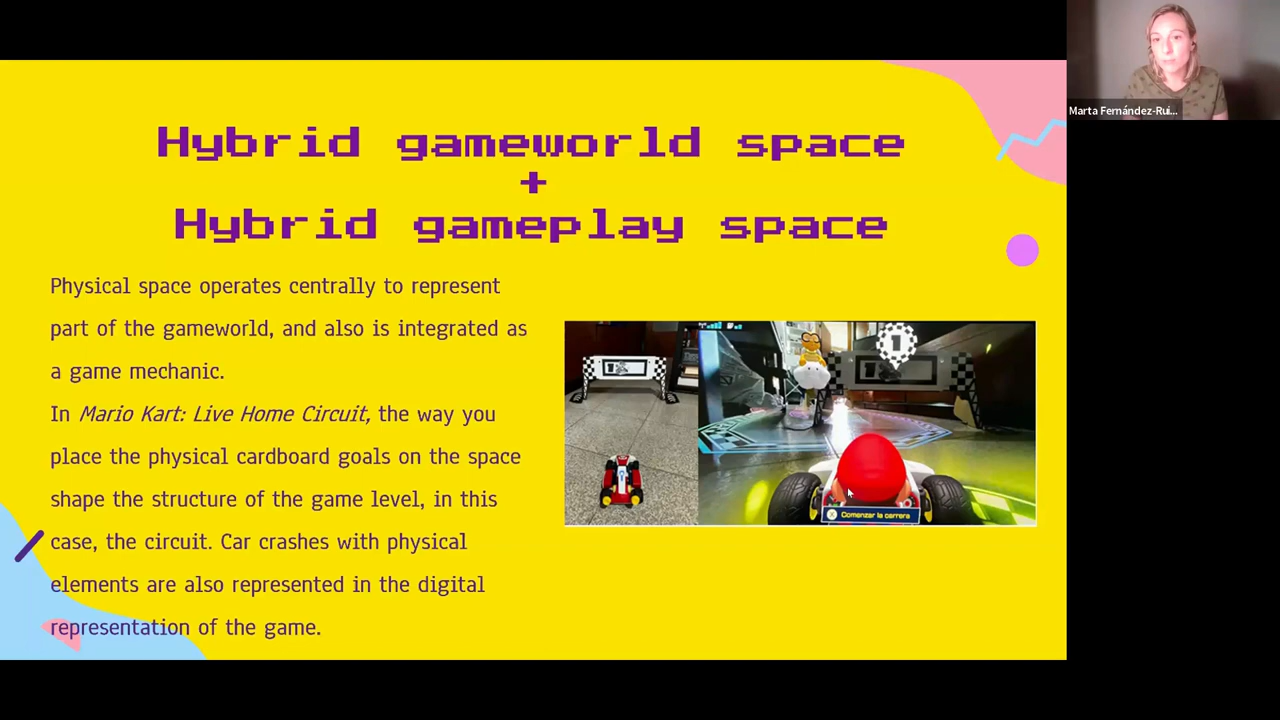 Hybrid gameworld space
+
Hybrid gameplay space
Physical space operates centrally to represent
part of the gameworld, and also is integrated as
a game mechanic.
In Mario Kart: Live Home Circuit, the way you
place the physical cardboard goals on the space
shape the structure of the game level, in this
case, the circuit. Car crashes with physical
elements are also represented in the digital
representation of the game.
1
1
Comenzar la carrera
Marta Fernández-Rui...